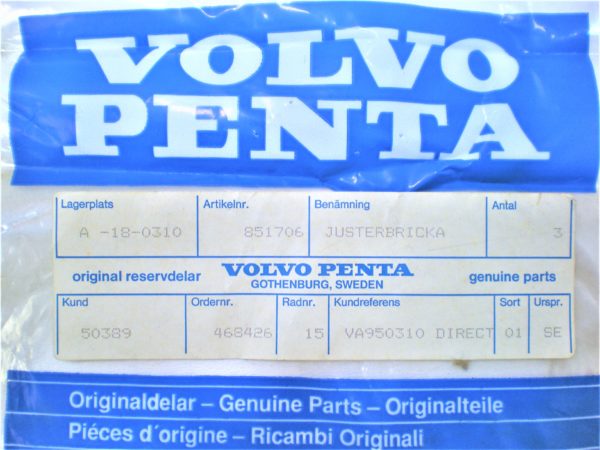 VOLVO
PENTA
Lagerplats Artikelnr. Benämning Antal
A -18-0310 851706 JUSTERBRICKA 3
original reservdelar VOLVO PENTA genuine parts
GOTHENBURG, SWEDEN
Kund Ordernr. Radnr. Kundreferens Sort Urspr.
50389 468426 15 VA950310 DIRECT 01 SE
Originaldelar – Genuine Parts – Originalteile
Piéces d´origine – Ricambi Originali